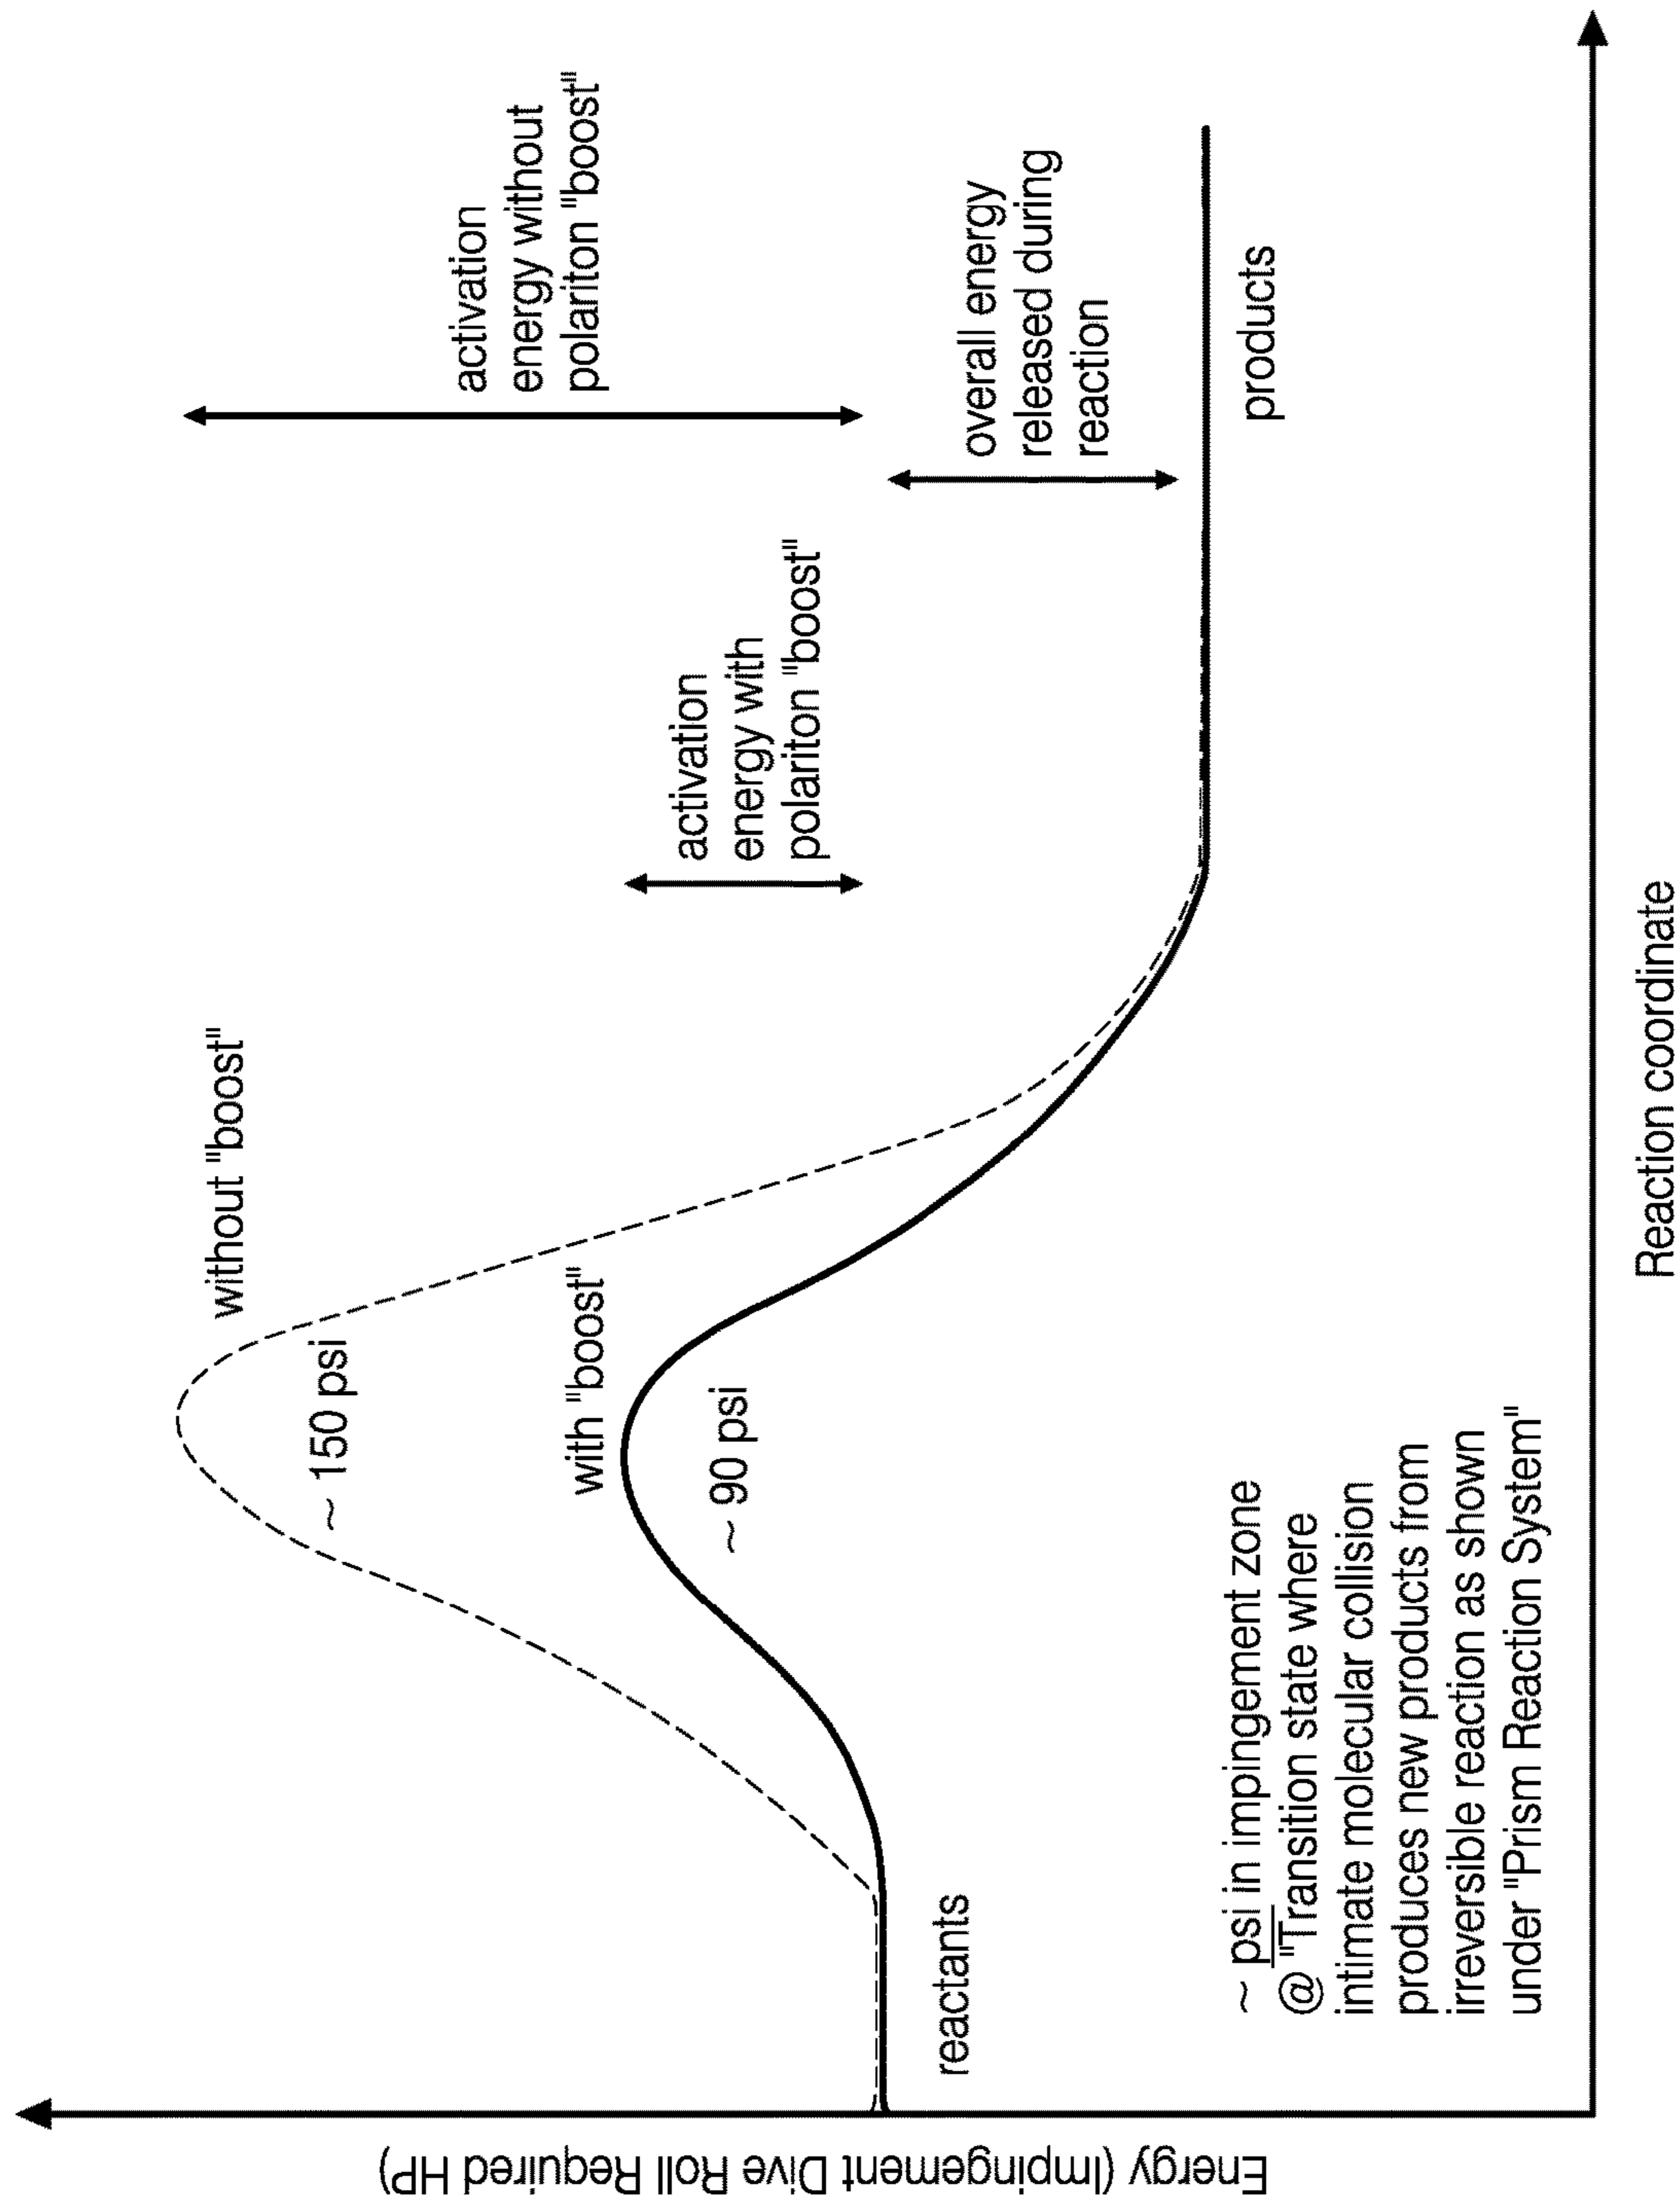 Energy (Impingement Dive Roll Required HP)
without "boost"
~ 150 psi
with "boost"
~ 90 psi
activation
energy without
polariton "boost"
activation
energy with
polariton "boost"
overall energy
released during
reaction
reactants
products
~ psi in impingement zone
@ "Transition state where
intimate molecular collision
produces new products from
irreversible reaction as shown
under "Prism Reaction System"
Reaction coordinate